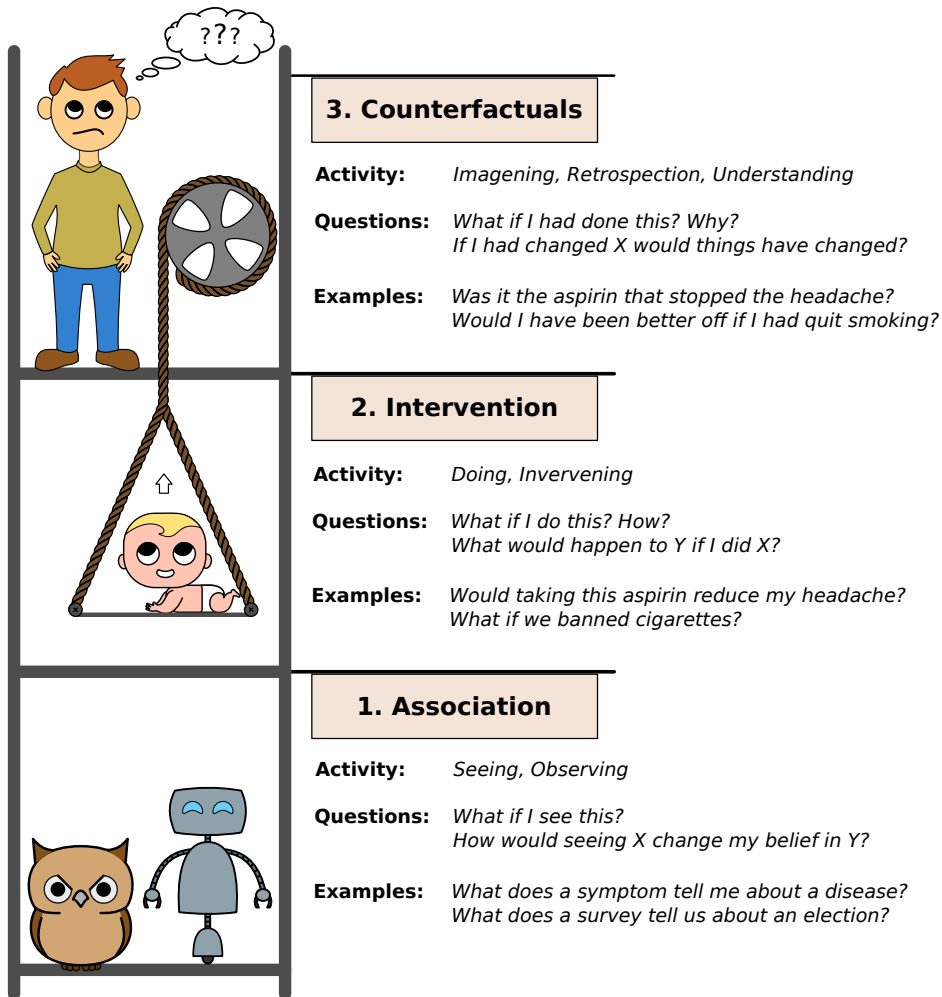 ???
3. Counterfactuals
Activity: Imagening, Retrospection, Understanding
Questions: What if I had done this? Why?
If I had changed X would things have changed?
Examples: Was it the aspirin that stopped the headache?
Would I have been better off if I had quit smoking?
2. Intervention
Activity: Doing, Invervening
Questions: What if I do this? How?
What would happen to Y if I did X?
Examples: Would taking this aspirin reduce my headache?
What if we banned cigarettes?
1. Association
Activity: Seeing, Observing
Questions: What if I see this?
How would seeing X change my belief in Y?
Examples: What does a symptom tell me about a disease?
What does a survey tell us about an election?